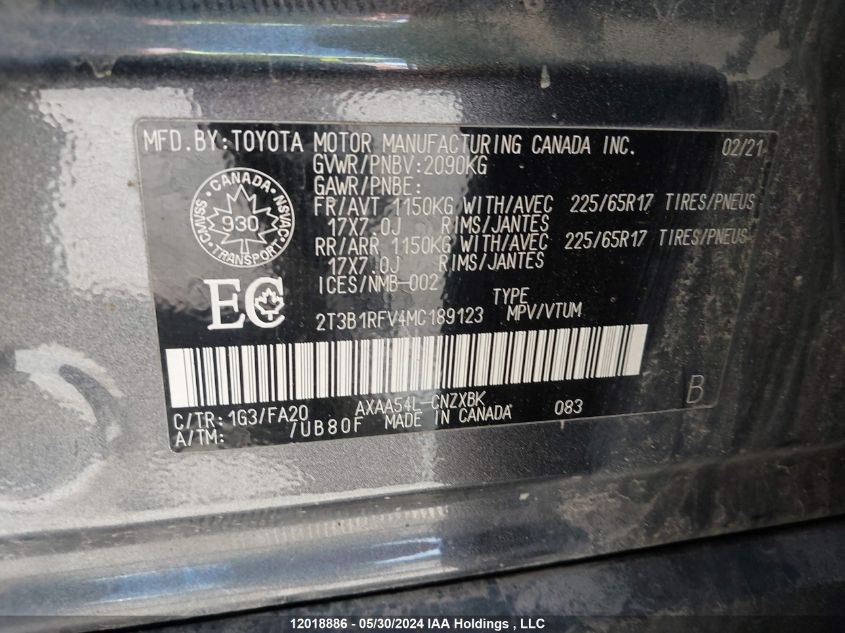 MFD.BY:TOYOTA MOTOR MANUFACTURING CANADA INC. 02/21
GVWR/PNBV:2090KG
GAWR/PNBE:
FR/AVT 1150KG WITH/AVEC 225/65R17 TIRES/PNEUS
17X7.0J RIMS/JANTES
RR/ARR 1150KG WITH/AVEC 225/65R17 TIRES/PNEUS
17X7.0J RIMS/JANTES
ICES/NMB-002
CANADA
CMVSS NSVAC
930
TRANSPORT
EC
TYPE
2T3B1RFV4MC189123 MPV/VTUM
C/TR: 1G3/FA20 AXAA54L-CNZXBK 083 B
A/TM: /UB80F MADE IN CANADA
12018886 - 05/30/2024 IAA Holdings , LLC